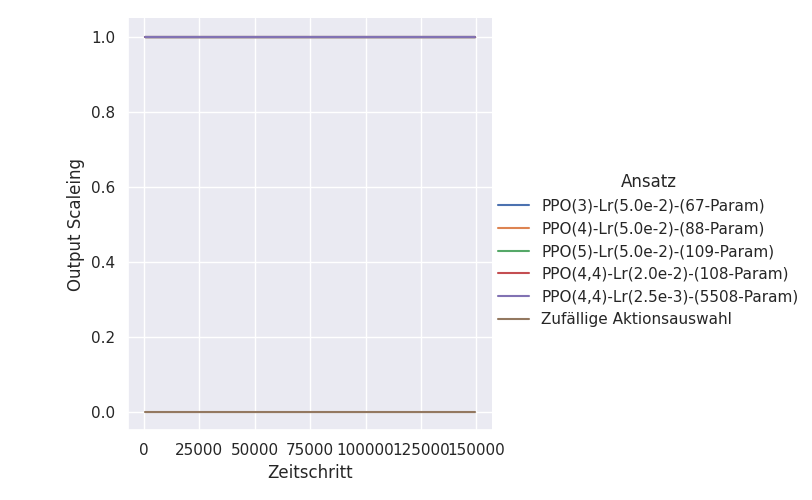 1.0
0.8
0.6
0.4
0.2
0.0
Output Scaleing
0 25000 50000 75000 100000 125000 150000
Zeitschritt
Ansatz
PPO(3)-Lr(5.0e-2)-(67-Param)
PPO(4)-Lr(5.0e-2)-(88-Param)
PPO(5)-Lr(5.0e-2)-(109-Param)
PPO(4,4)-Lr(2.0e-2)-(108-Param)
PPO(4,4)-Lr(2.5e-3)-(5508-Param)
Zufällige Aktionsauswahl